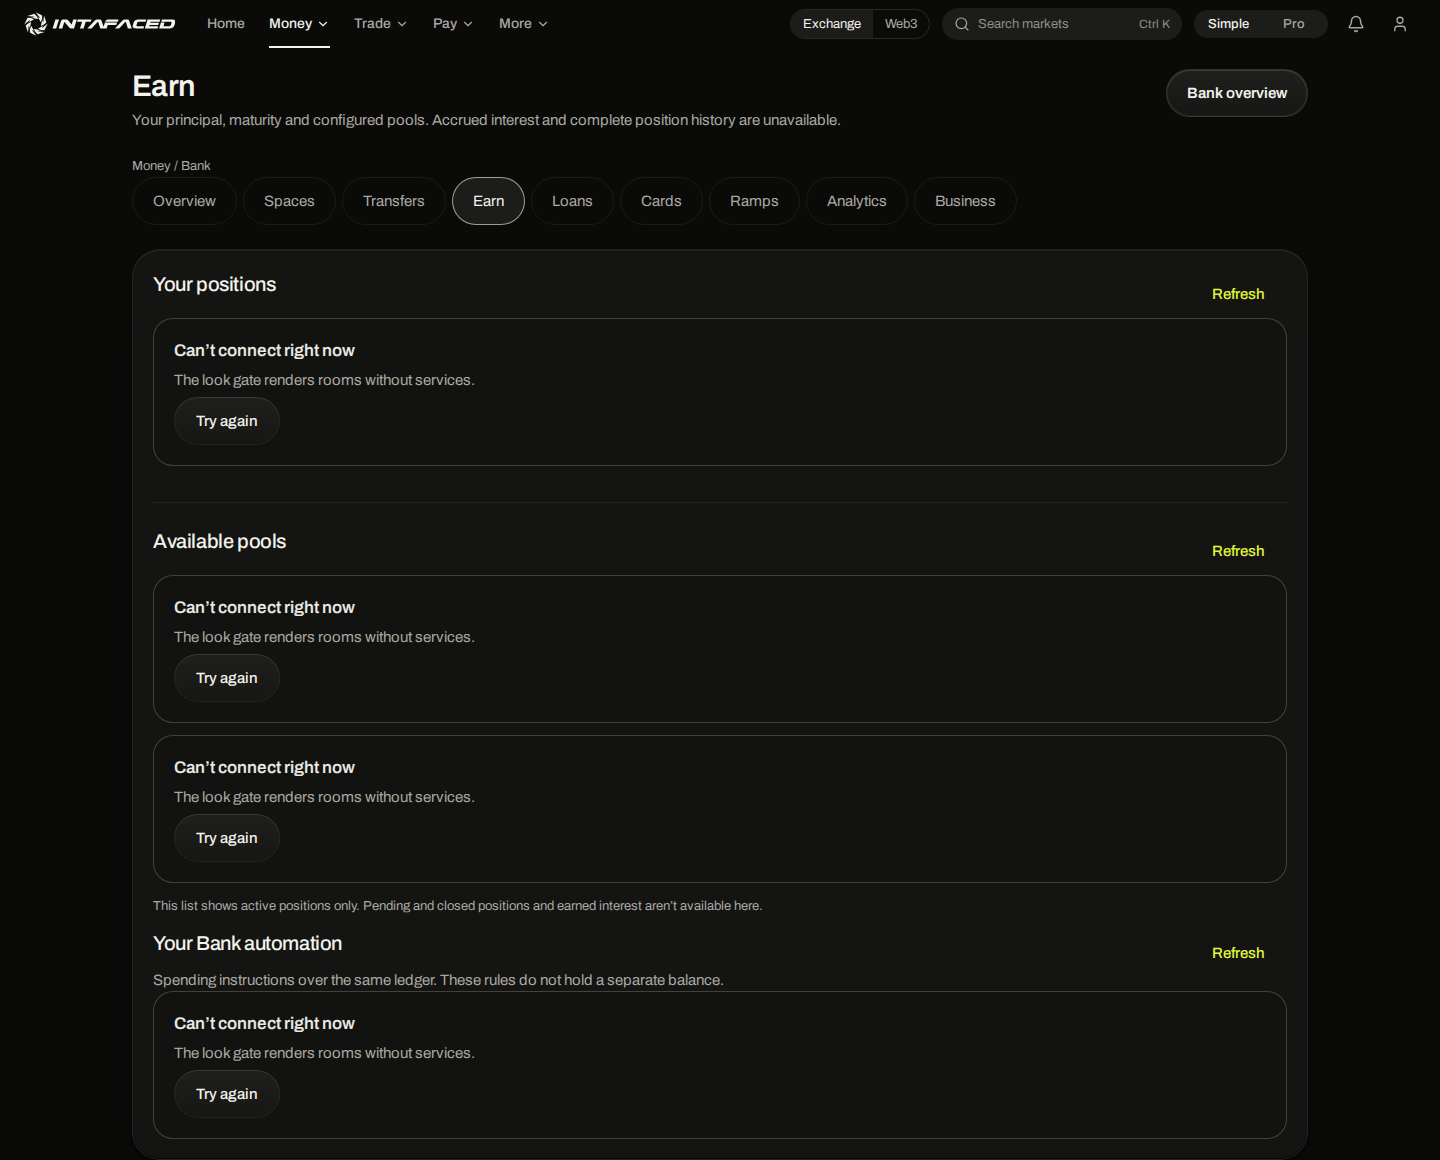 INTAFACED Home Money Trade Pay More Exchange Web3 Search markets Ctrl K Simple Pro
Earn
Bank overview
Your principal, maturity and configured pools. Accrued interest and complete position history are unavailable.
Money / Bank
Overview Spaces Transfers Earn Loans Cards Ramps Analytics Business
Your positions
Refresh
Can’t connect right now
The look gate renders rooms without services.
Try again
Available pools
Refresh
Can’t connect right now
The look gate renders rooms without services.
Try again
Can’t connect right now
The look gate renders rooms without services.
Try again
This list shows active positions only. Pending and closed positions and earned interest aren’t available here.
Your Bank automation
Refresh
Spending instructions over the same ledger. These rules do not hold a separate balance.
Can’t connect right now
The look gate renders rooms without services.
Try again